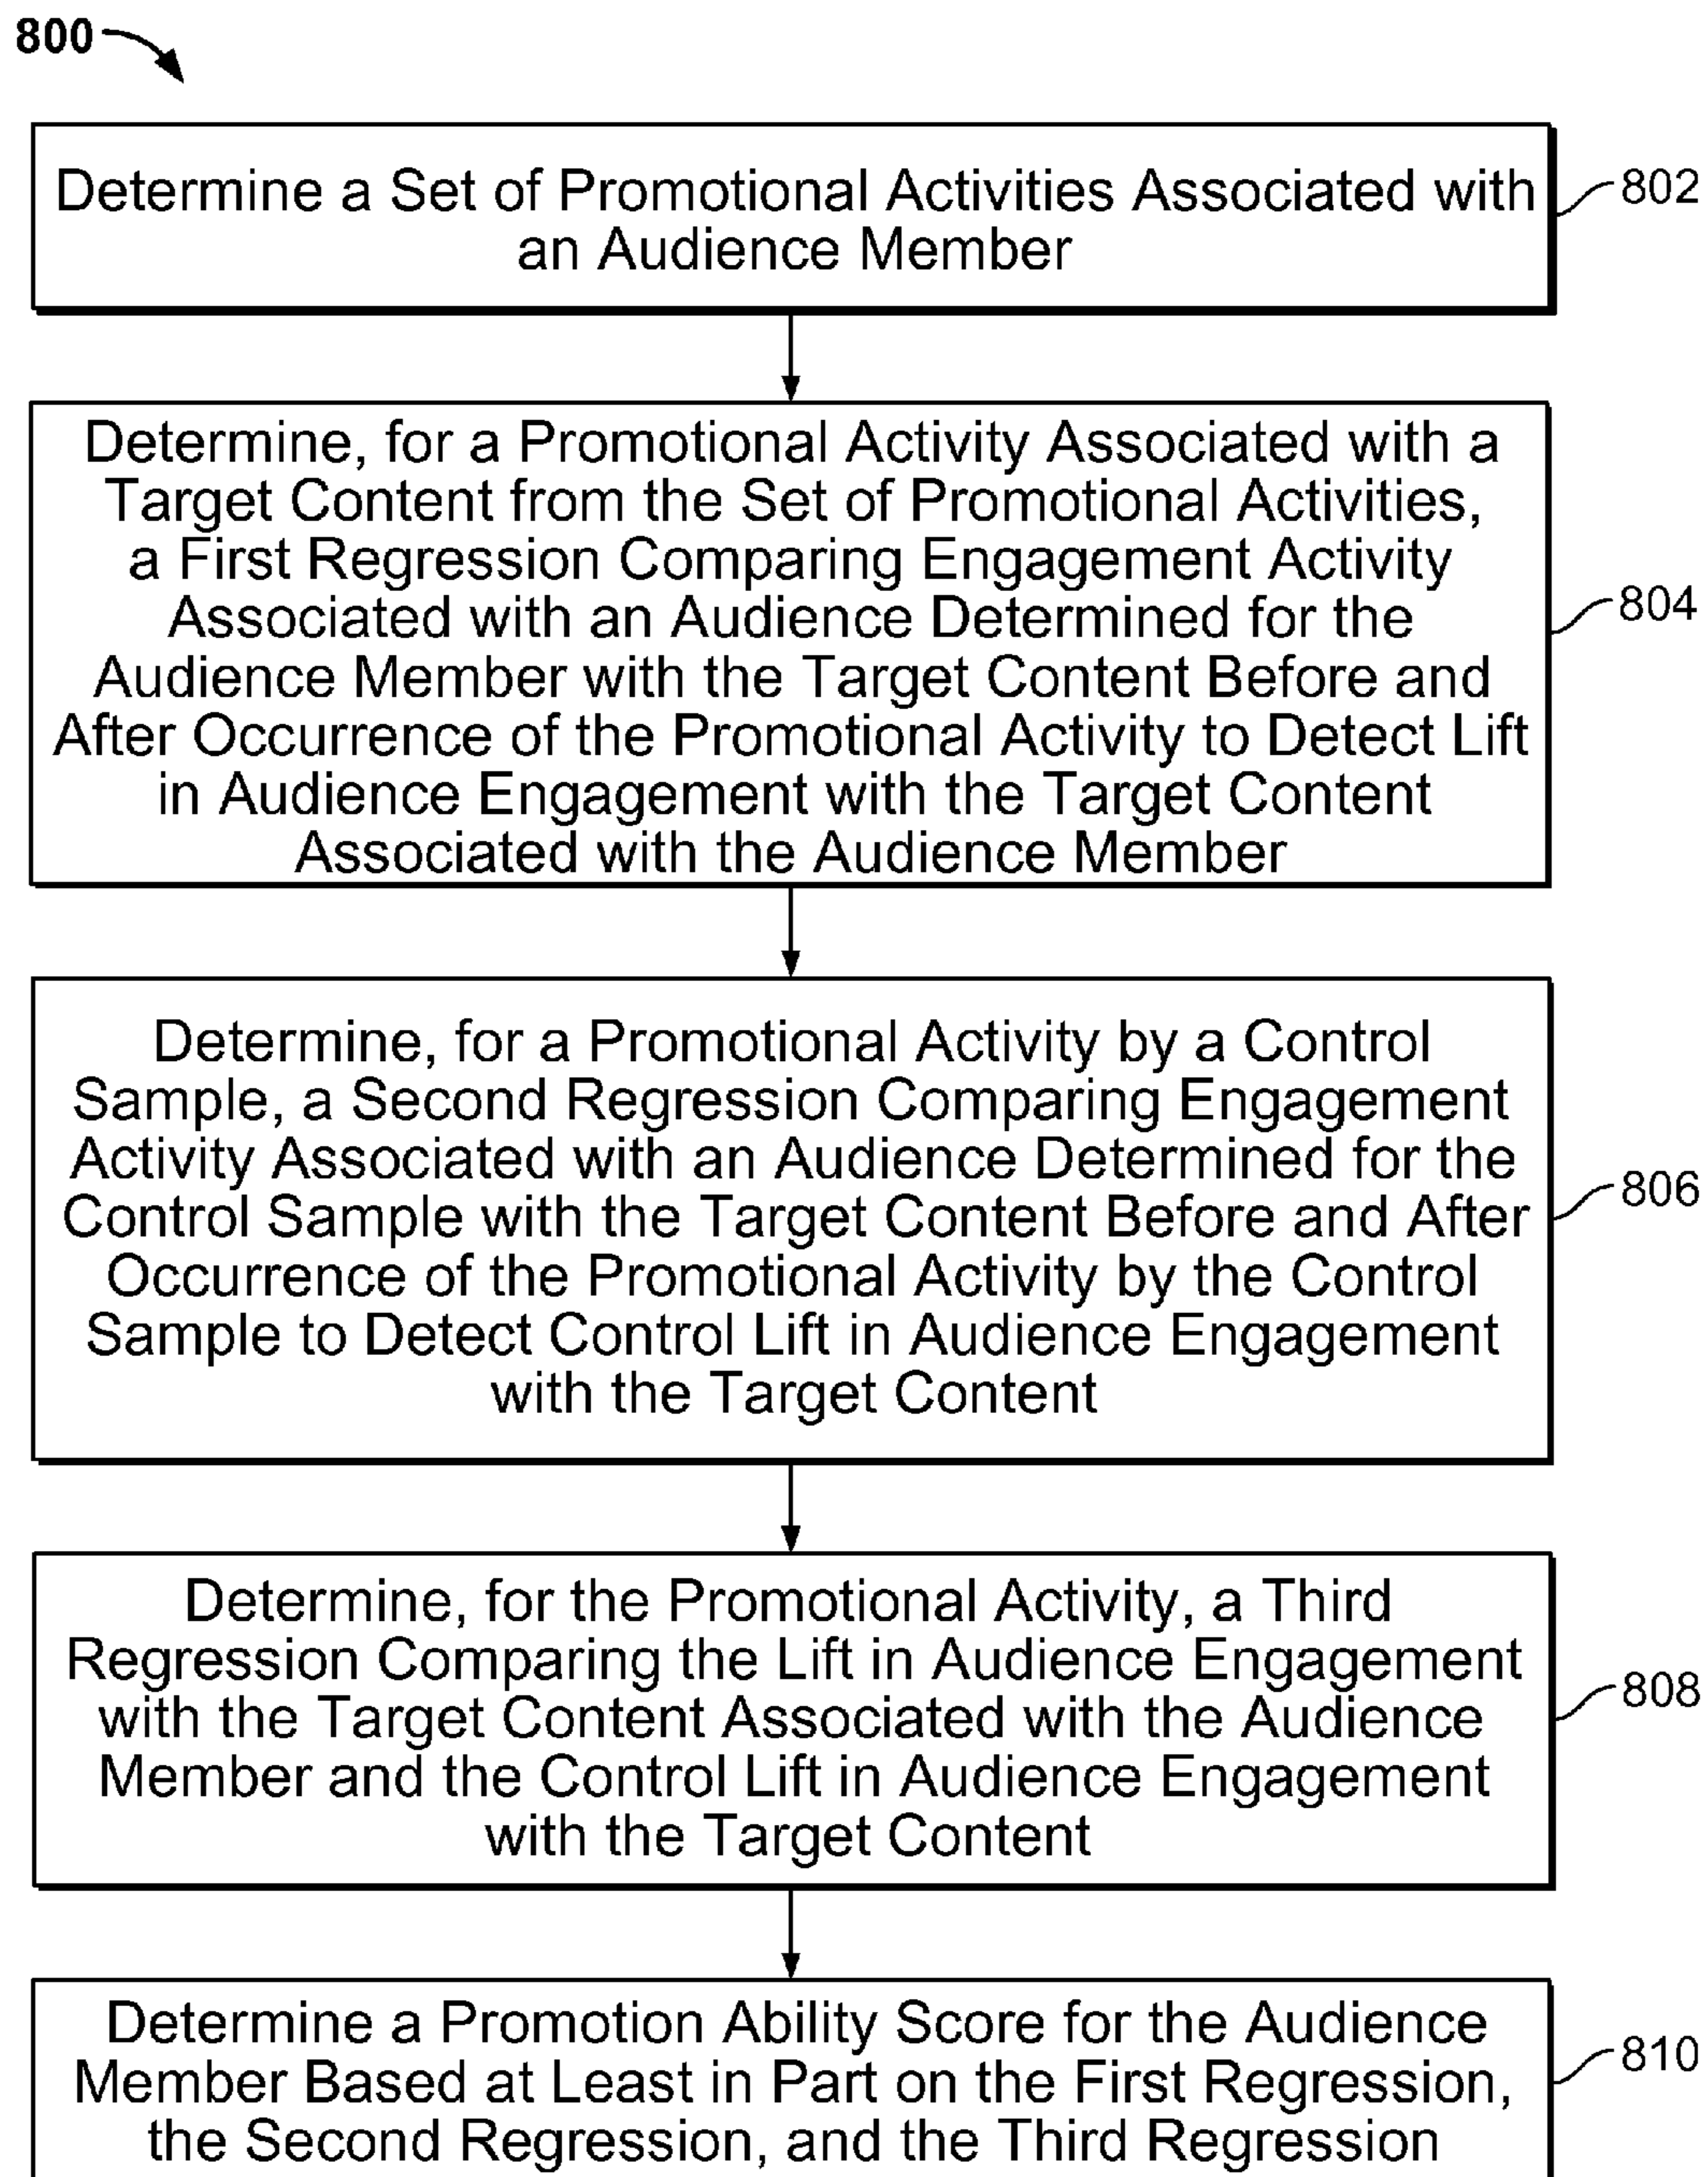 800
Determine a Set of Promotional Activities Associated with
an Audience Member
802
Determine, for a Promotional Activity Associated with a
Target Content from the Set of Promotional Activities,
a First Regression Comparing Engagement Activity
Associated with an Audience Determined for the
Audience Member with the Target Content Before and
After Occurrence of the Promotional Activity to Detect Lift
in Audience Engagement with the Target Content
Associated with the Audience Member
804
Determine, for a Promotional Activity by a Control
Sample, a Second Regression Comparing Engagement
Activity Associated with an Audience Determined for the
Control Sample with the Target Content Before and After
Occurrence of the Promotional Activity by the Control
Sample to Detect Control Lift in Audience Engagement
with the Target Content
806
Determine, for the Promotional Activity, a Third
Regression Comparing the Lift in Audience Engagement
with the Target Content Associated with the Audience
Member and the Control Lift in Audience Engagement
with the Target Content
808
Determine a Promotion Ability Score for the Audience
Member Based at Least in Part on the First Regression,
the Second Regression, and the Third Regression
810